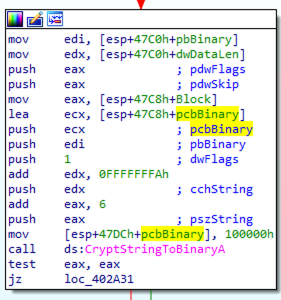 mov edi, [esp+47C0h+pbBinary]
mov edx, [esp+47C0h+dwDataLen]
push eax ; pdwFlags
push eax ; pdwSkip
mov eax, [esp+47C8h+Block]
lea ecx, [esp+47C8h+pcbBinary]
push ecx ; pcbBinary
push edi ; pbBinary
push 1 ; dwFlags
add edx, 0FFFFFFFAh
push edx ; cchString
add eax, 6
push eax ; pszString
mov [esp+47DCh+pcbBinary], 100000h
call ds:CryptStringToBinaryA
test eax, eax
jz loc_402A31